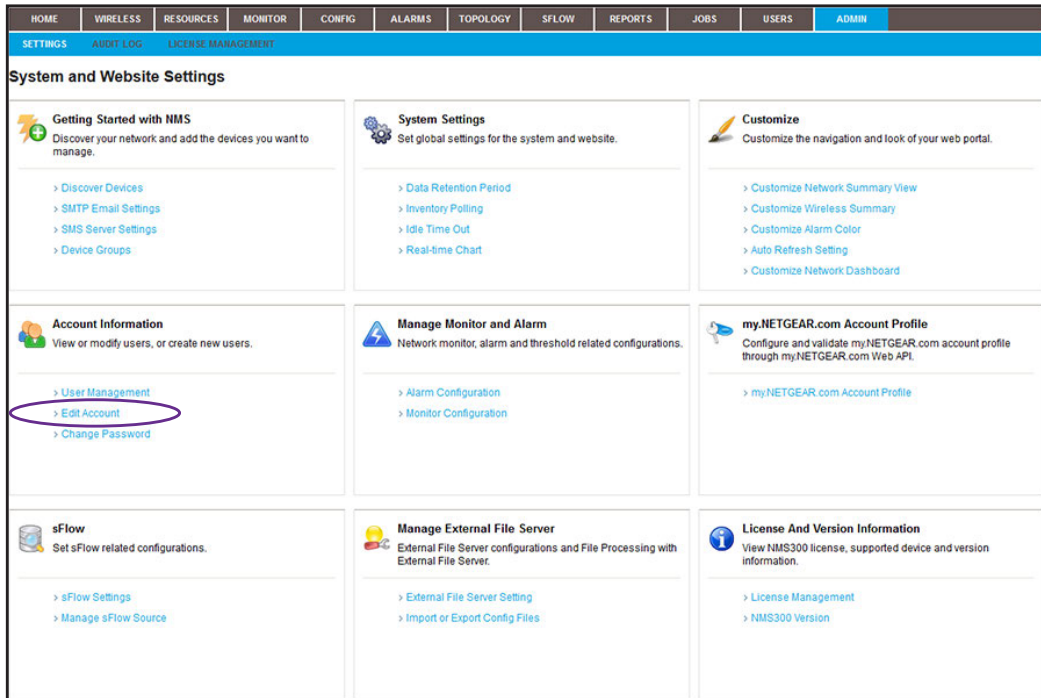 HOME WIRELESS RESOURCES MONITOR CONFIG ALARMS TOPOLOGY SFLOW REPORTS JOBS USERS ADMIN
SETTINGS AUDIT LOG LICENSE MANAGEMENT
System and Website Settings
Getting Started with NMS
Discover your network and add the devices you want to
manage.
> Discover Devices
> SMTP Email Settings
> SMS Server Settings
> Device Groups
System Settings
Set global settings for the system and website.
> Data Retention Period
> Inventory Polling
> Idle Time Out
> Real-time Chart
Customize
Customize the navigation and look of your web portal.
> Customize Network Summary View
> Customize Wireless Summary
> Customize Alarm Color
> Auto Refresh Setting
> Customize Network Dashboard
Account Information
View or modify users, or create new users.
> User Management
> Edit Account
> Change Password
Manage Monitor and Alarm
Network monitor, alarm and threshold related configurations.
> Alarm Configuration
> Monitor Configuration
my.NETGEAR.com Account Profile
Configure and validate my.NETGEAR.com account profile
through my.NETGEAR.com Web API.
> my.NETGEAR.com Account Profile
sFlow
Set sFlow related configurations.
> sFlow Settings
> Manage sFlow Source
Manage External File Server
External File Server configurations and File Processing with
External File Server.
> External File Server Setting
> Import or Export Config Files
License And Version Information
View NMS300 license, supported device and version
information.
> License Management
> NMS300 Version